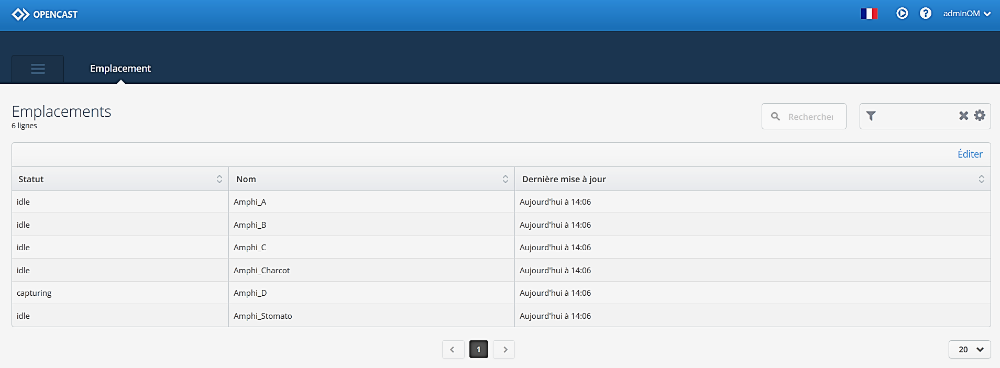 OPENCAST
adminOM
Emplacement
Emplacements
6 lignes
Rechercher
Éditer
Statut Nom Dernière mise à jour
idle Amphi_A Aujourd'hui à 14:06
idle Amphi_B Aujourd'hui à 14:06
idle Amphi_C Aujourd'hui à 14:06
idle Amphi_Charcot Aujourd'hui à 14:06
capturing Amphi_D Aujourd'hui à 14:06
idle Amphi_Stomato Aujourd'hui à 14:06
1
20